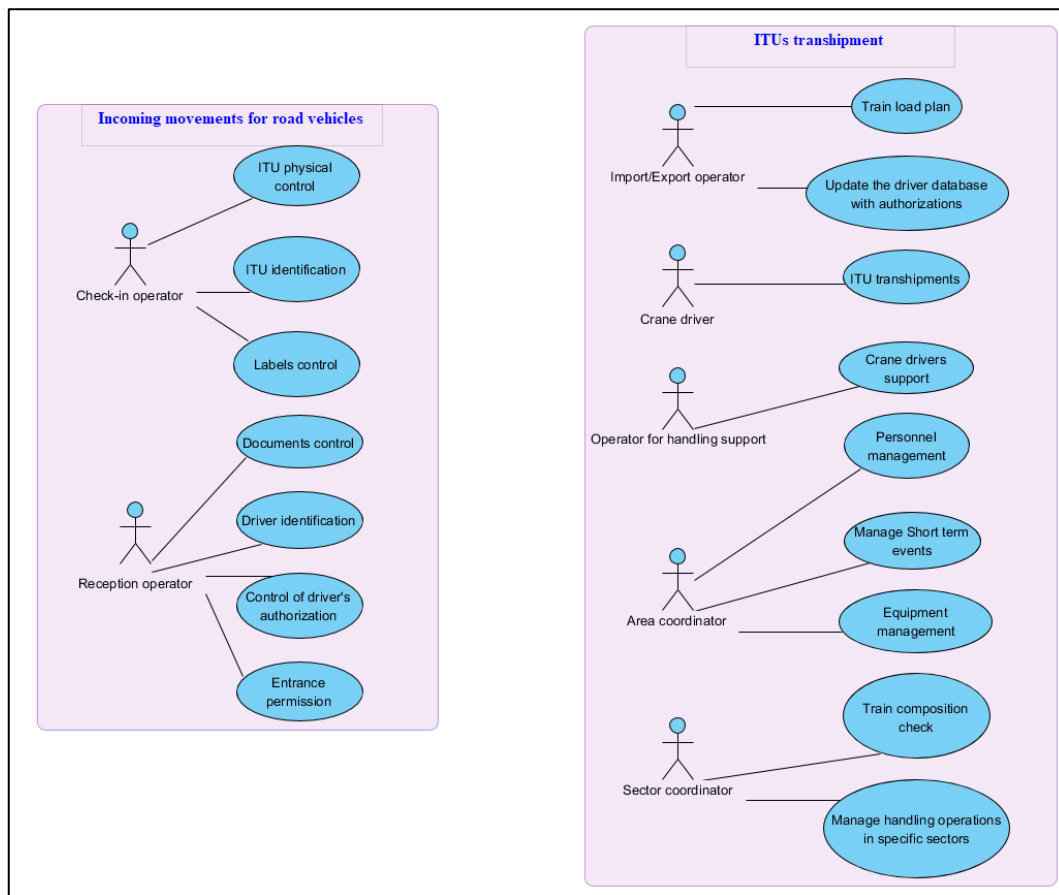 Incoming movements for road vehicles
ITU physical
control
ITU identification
Check-in operator
Labels control
Documents control
Driver identification
Reception operator
Control of driver's
authorization
Entrance
permission
ITUs transhipment
Train load plan
Import/Export operator
Update the driver database
with authorizations
ITU transhipments
Crane driver
Crane drivers
support
Operator for handling support
Personnel
management
Manage Short term
events
Area coordinator
Equipment
management
Train composition
check
Sector coordinator
Manage handling operations
in specific sectors